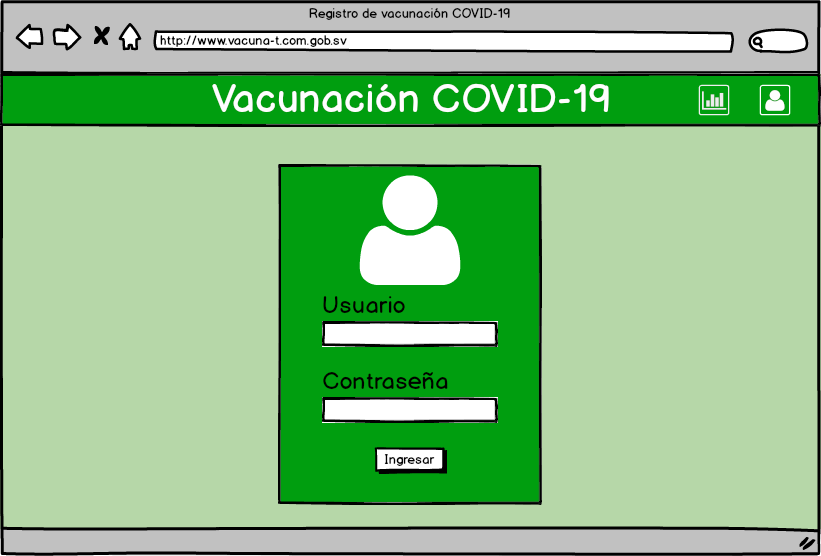 Registro de vacunación COVID-19
http://www.vacuna-t.com.gob.sv
Vacunación COVID-19
Usuario
Contraseña
Ingresar